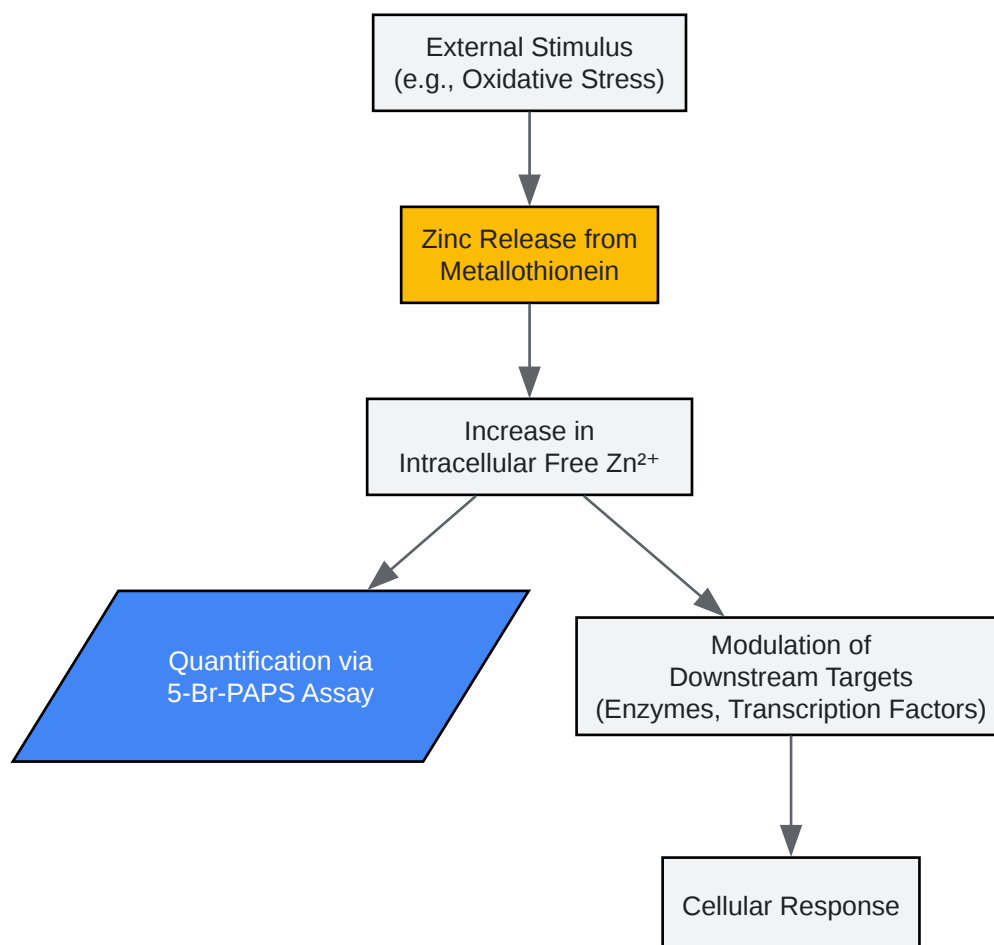 External Stimulus
(e.g., Oxidative Stress)
Zinc Release from
Metallothionein
Increase in
Intracellular Free Zn²⁺
Quantification via
5-Br-PAPS Assay
Modulation of
Downstream Targets
(Enzymes, Transcription Factors)
Cellular Response